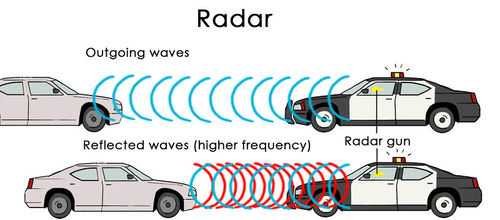 Radar
Outgoing waves
Reflected waves (higher frequency)
Radar gun